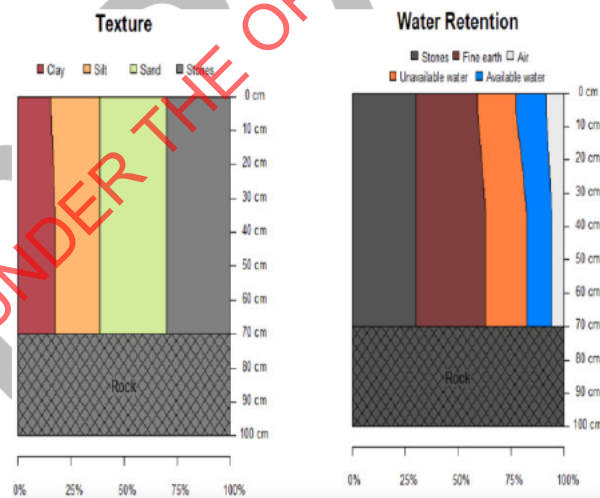 Texture
Clay Silt Sand Stones
0 cm
10 cm
20 cm
30 cm
40 cm
50 cm
60 cm
70 cm
80 cm
90 cm
100 cm
Rock
0% 25% 50% 75% 100%
Water Retention
Stones Fine earth Air
Unavailable water Available water
0 cm
10 cm
20 cm
30 cm
40 cm
50 cm
60 cm
70 cm
80 cm
90 cm
100 cm
Rock
0% 25% 50% 75% 100%
UNDER THE